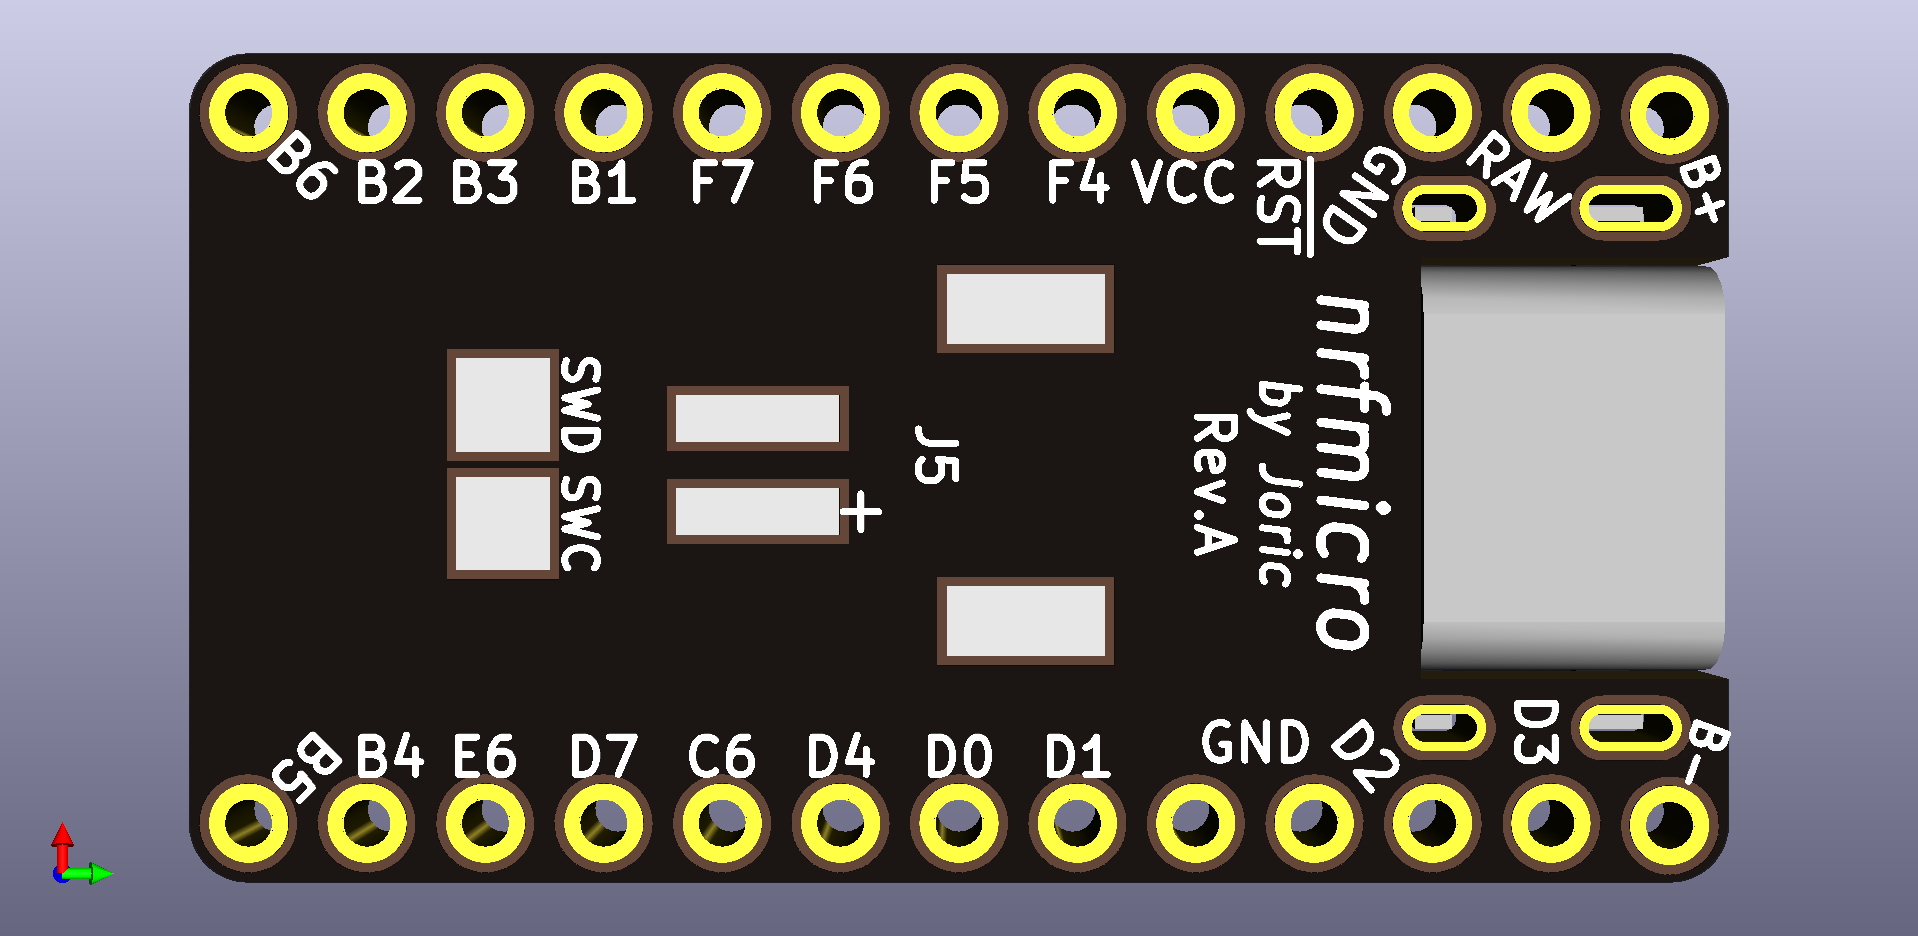 B6 B2 B3 B1 F7 F6 F5 F4 VCC RST GND RAW B+
nrfmicro
by Joric
Rev.A
J5
+
SWD SWC
B5 B4 E6 D7 C6 D4 D0 D1 GND D2 D3 B-